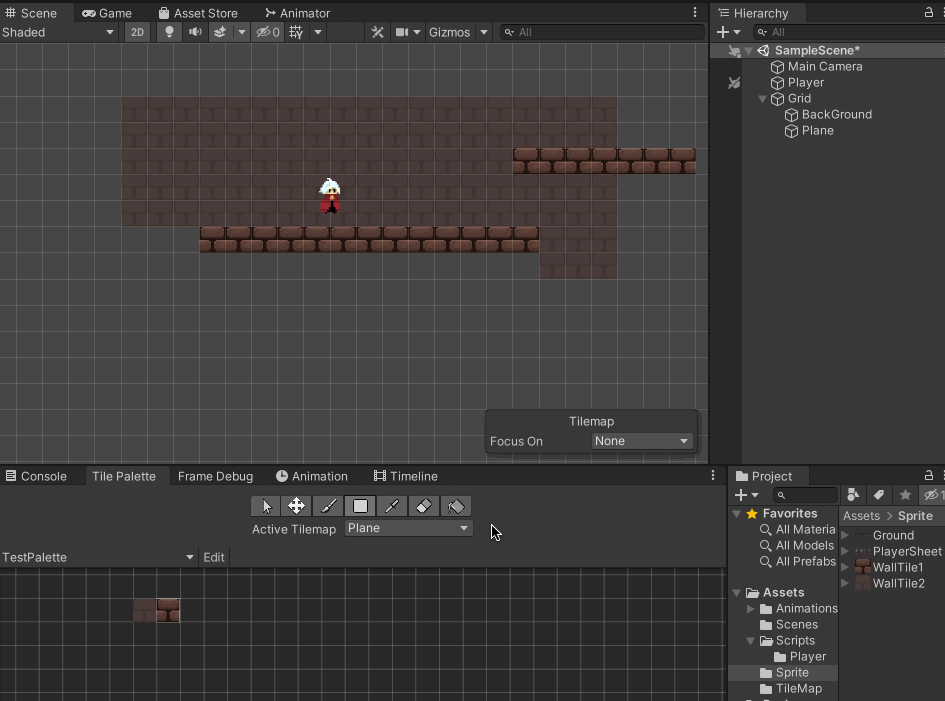 Scene Game Asset Store Animator
Shaded 2D 0 Gizmos All
Tilemap
Focus On None
Hierarchy
All
SampleScene*
Main Camera
Player
Grid
BackGround
Plane
Console Tile Palette Frame Debug Animation Timeline
Active Tilemap Plane
TestPalette Edit
Project
1
Favorites
All Materia
All Models
All Prefabs
Assets
Animations
Scenes
Scripts
Player
Sprite
TileMap
Assets > Sprite
Ground
PlayerSheet
WallTile1
WallTile2